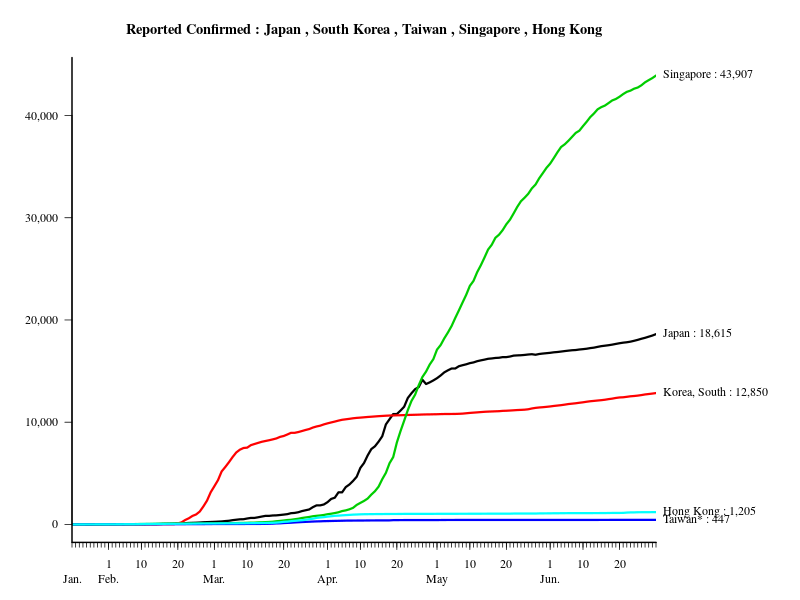 Reported Confirmed : Japan , South Korea , Taiwan , Singapore , Hong Kong
Singapore : 43,907
40,000
30,000
20,000
Japan : 18,615
Korea, South : 12,850
10,000
Hong Kong : 1,205
Taiwan* : 447
0
1 10 20 1 10 20 1 10 20 1 10 20 1 10 20
Jan. Feb. Mar. Apr. May Jun.